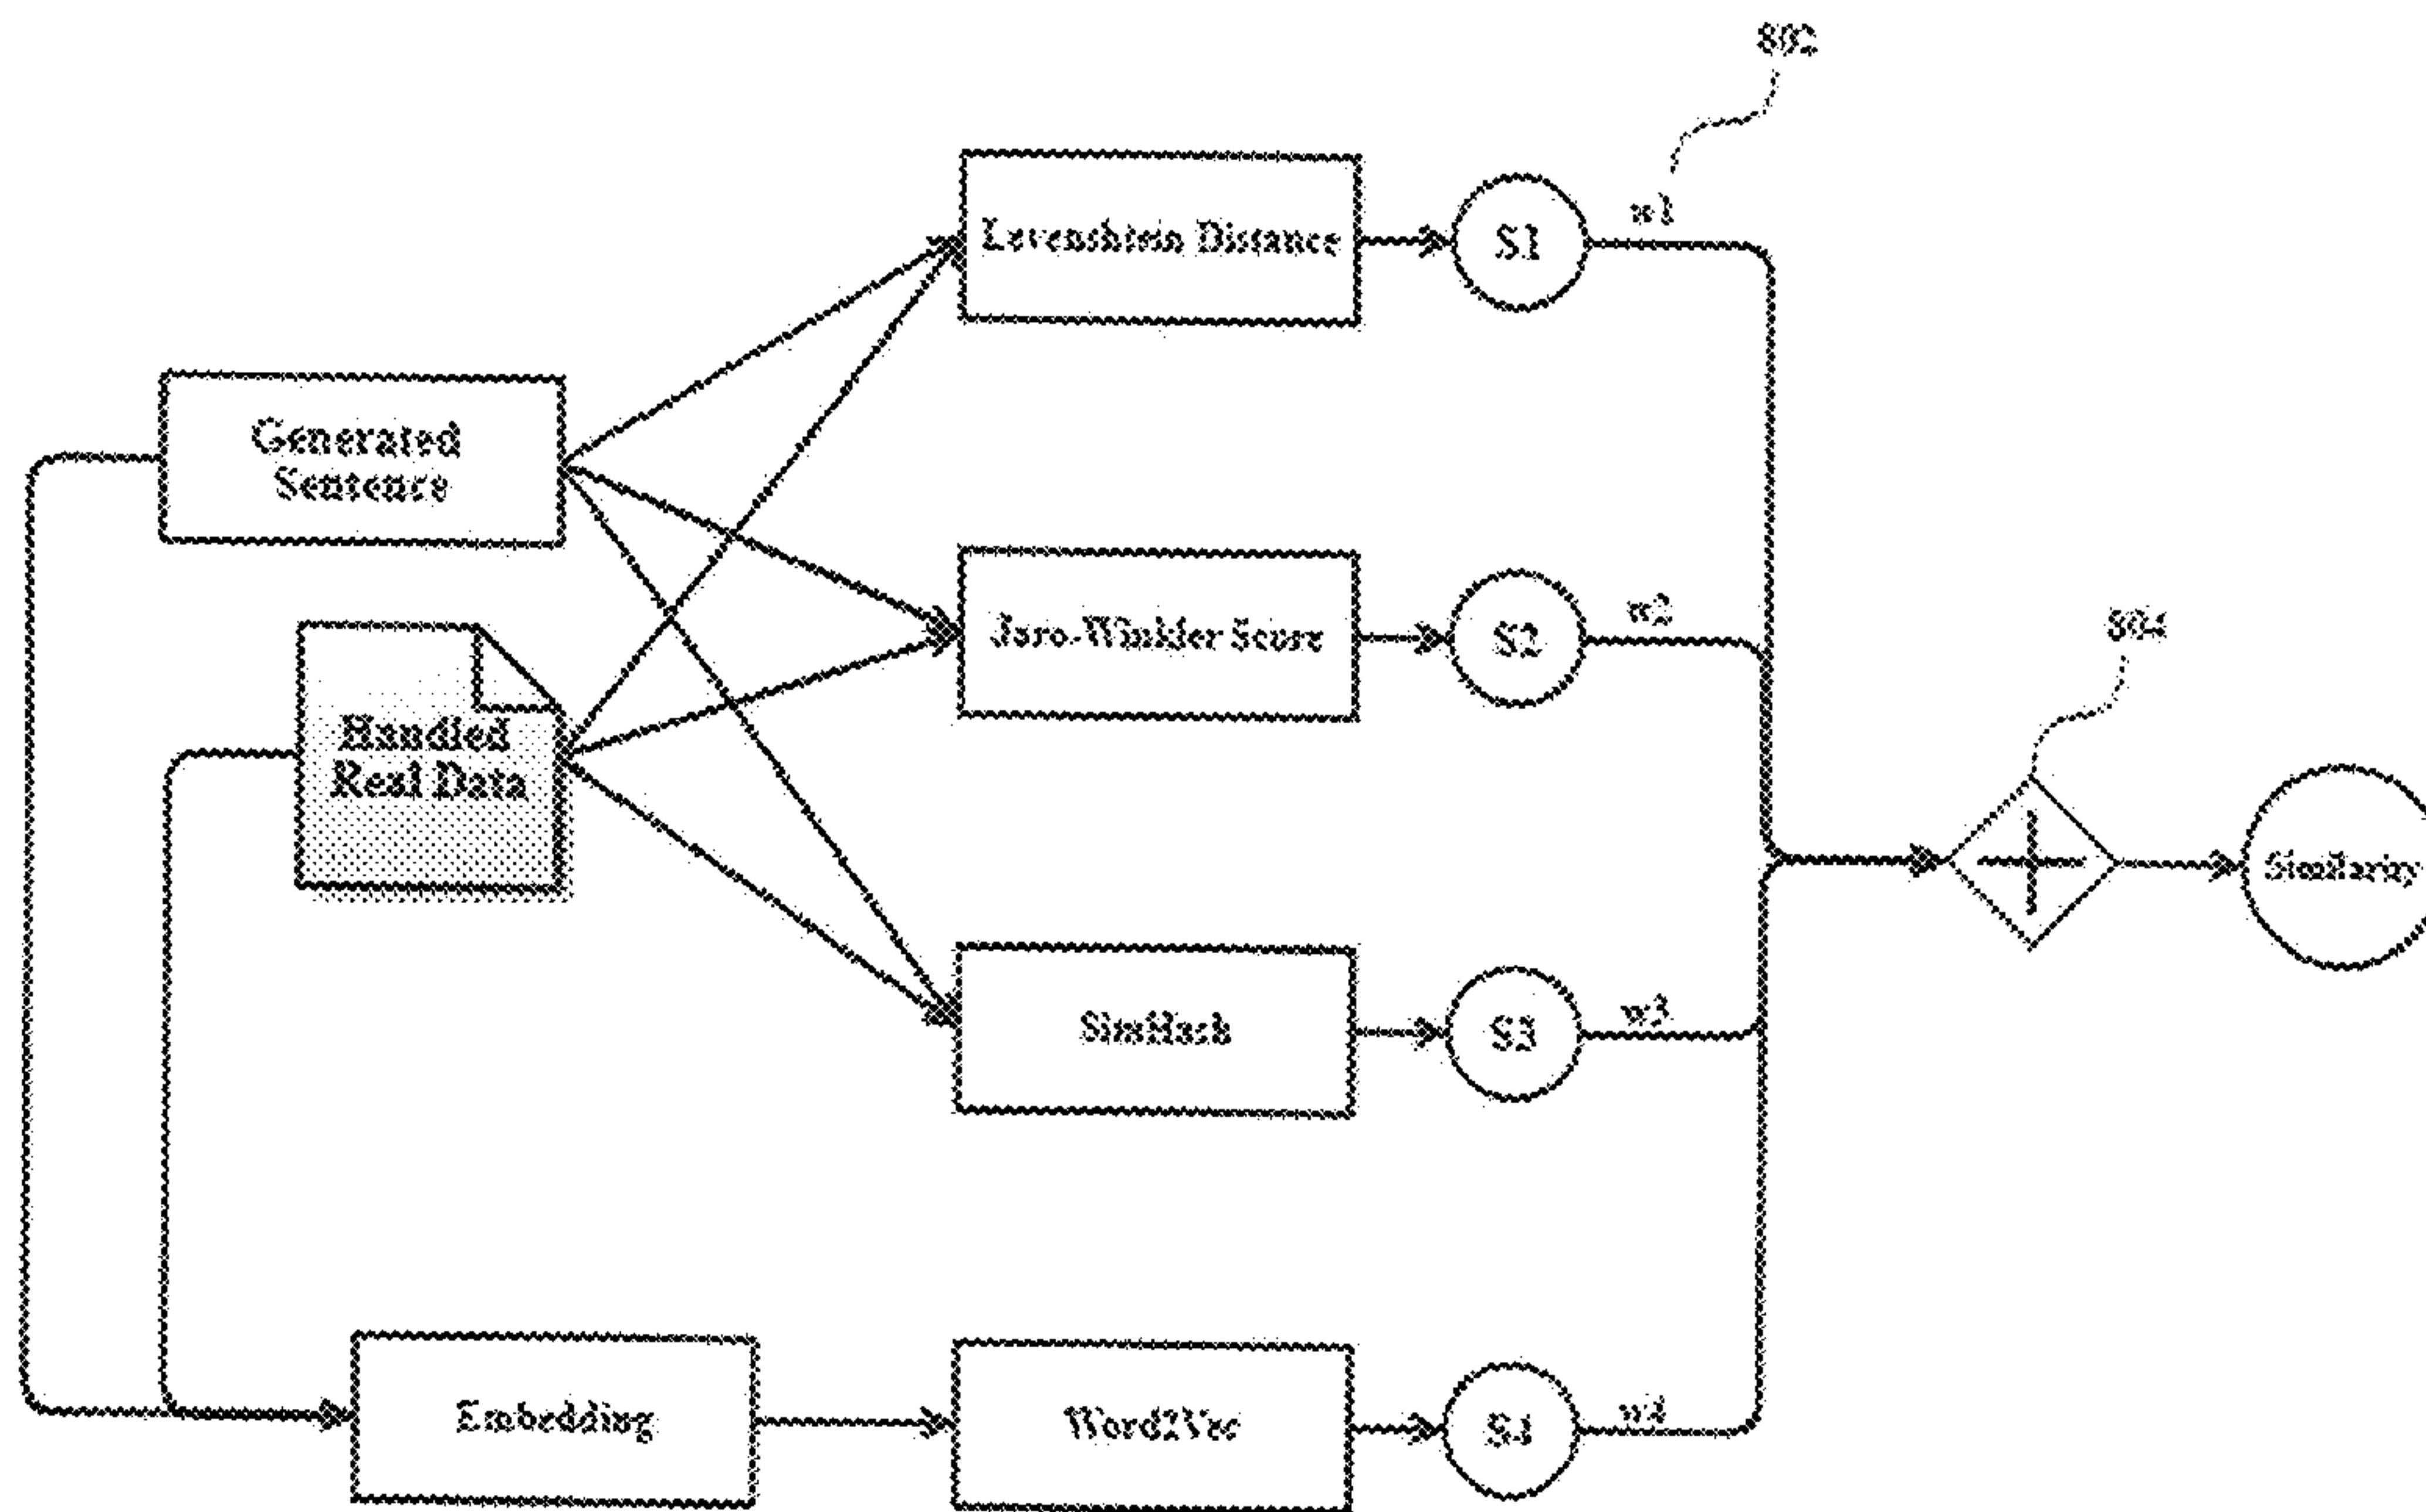 802
Levenshtein Distance
S1
w1
Generated
Sentence
Jaro-Winkler Score
S2
w2
804
Handled
Real Data
Similarity
SimHash
S3
w3
Embedding
Word2Vec
S4
w4